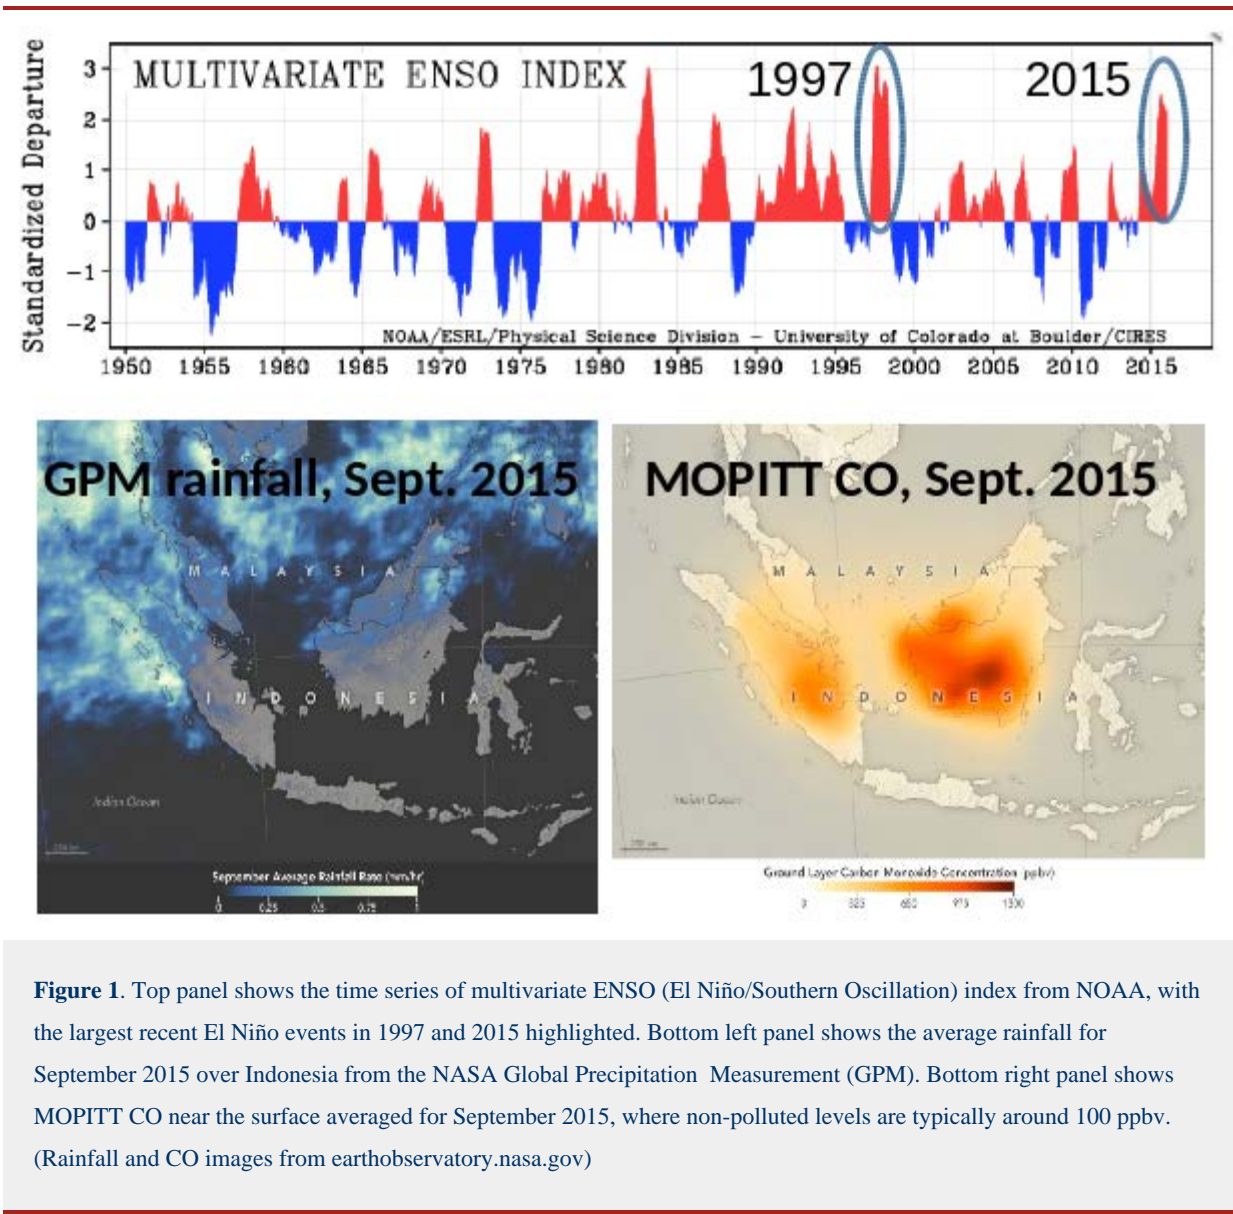 MULTIVARIATE ENSO INDEX
1997
2015
Standardized Departure
3
2
1
0
−1
−2
NOAA/ESRL/Physical Science Division − University of Colorado at Boulder/CIRES
1950 1955 1960 1965 1970 1975 1980 1985 1990 1995 2000 2005 2010 2015
GPM rainfall, Sept. 2015
MALAYSIA
INDONESIA
Indian Ocean
September Average Rainfall Rate (mm/hr)
0 0.25 0.5 0.75 1
MOPITT CO, Sept. 2015
MALAYSIA
INDONESIA
Indian Ocean
Ground Layer Carbon Monoxide Concentration (ppbv)
0 325 650 975 1300
Figure 1. Top panel shows the time series of multivariate ENSO (El Niño/Southern Oscillation) index from NOAA, with
the largest recent El Niño events in 1997 and 2015 highlighted. Bottom left panel shows the average rainfall for
September 2015 over Indonesia from the NASA Global Precipitation Measurement (GPM). Bottom right panel shows
MOPITT CO near the surface averaged for September 2015, where non-polluted levels are typically around 100 ppbv.
(Rainfall and CO images from earthobservatory.nasa.gov)